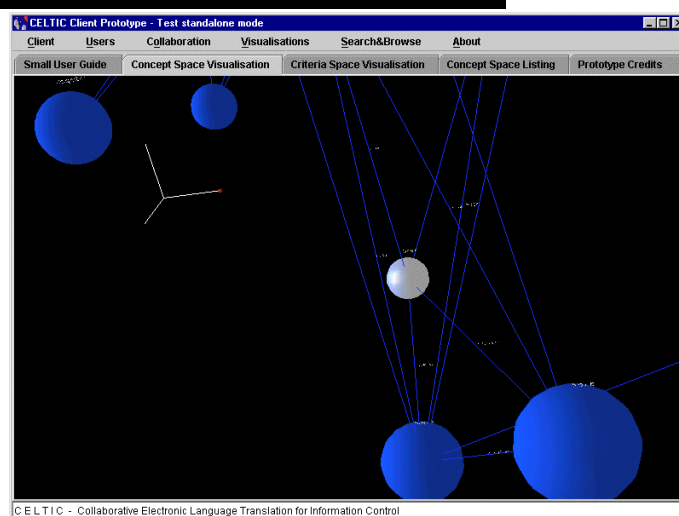 CELTIC Client Prototype - Test standalone mode
Client Users Collaboration Visualisations Search&Browse About
Small User Guide Concept Space Visualisation Criteria Space Visualisation Concept Space Listing Prototype Credits
C E L T I C - Collaborative Electronic Language Translation for Information Control